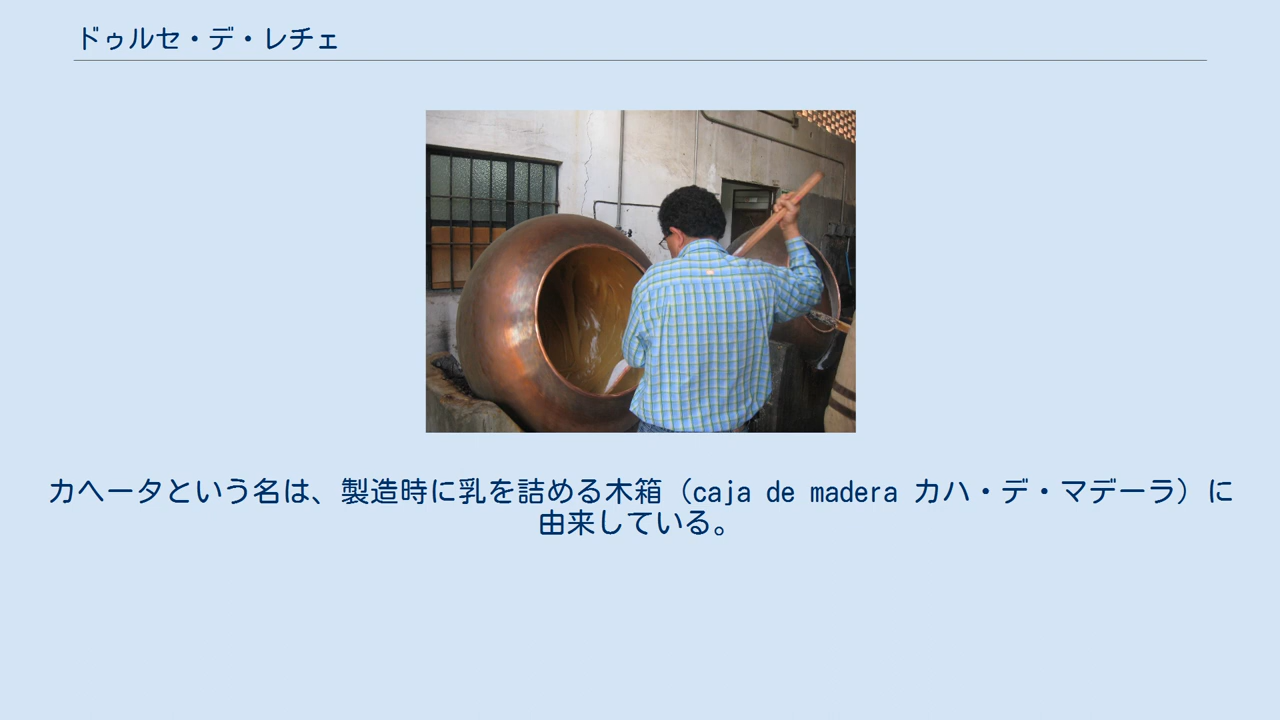 ドゥルセ・デ・レチェ
カヘータという名は、製造時に乳を詰める木箱（caja de madera カハ・デ・マデーラ）に
由来している。